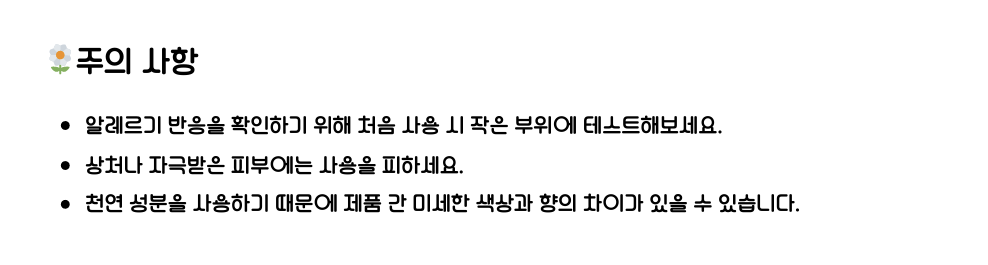 주의 사항
알레르기 반응을 확인하기 위해 처음 사용 시 작은 부위에 테스트해보세요.
상처나 자극받은 피부에는 사용을 피하세요.
천연 성분을 사용하기 때문에 제품 간 미세한 색상과 향의 차이가 있을 수 있습니다.